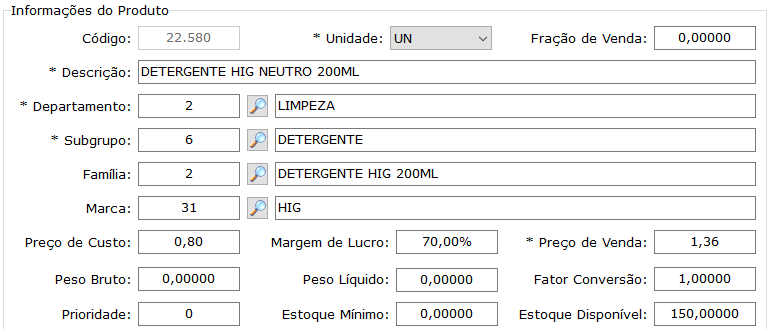 Informações do Produto
Código: 22.580 * Unidade: UN Fração de Venda: 0,00000
* Descrição: DETERGENTE HIG NEUTRO 200ML
* Departamento: 2 LIMPEZA
* Subgrupo: 6 DETERGENTE
Família: 2 DETERGENTE HIG 200ML
Marca: 31 HIG
Preço de Custo: 0,80 Margem de Lucro: 70,00% * Preço de Venda: 1,36
Peso Bruto: 0,00000 Peso Líquido: 0,00000 Fator Conversão: 1,00000
Prioridade: 0 Estoque Mínimo: 0,00000 Estoque Disponível: 150,00000